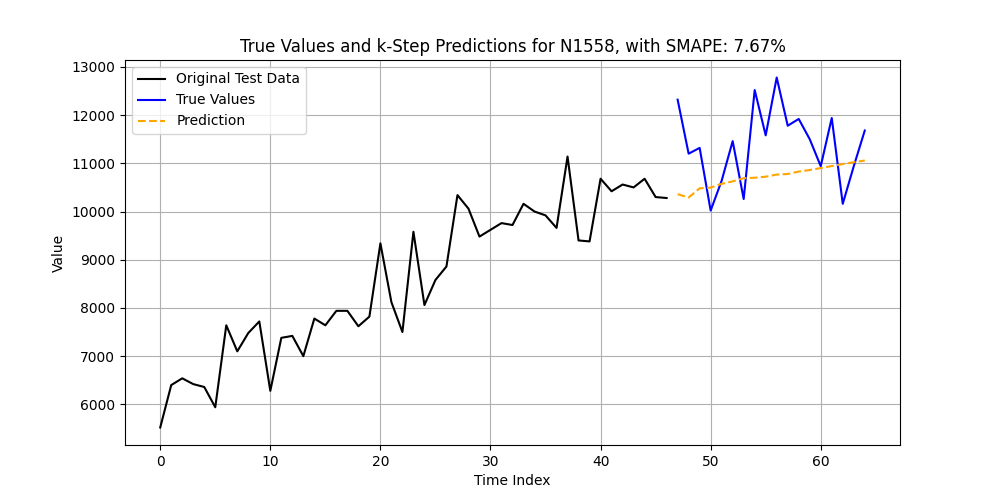 True Values and k-Step Predictions for N1558, with SMAPE: 7.67%
Original Test Data
True Values
Prediction
13000
12000
11000
10000
9000
8000
7000
6000
Value
0 10 20 30 40 50 60
Time Index